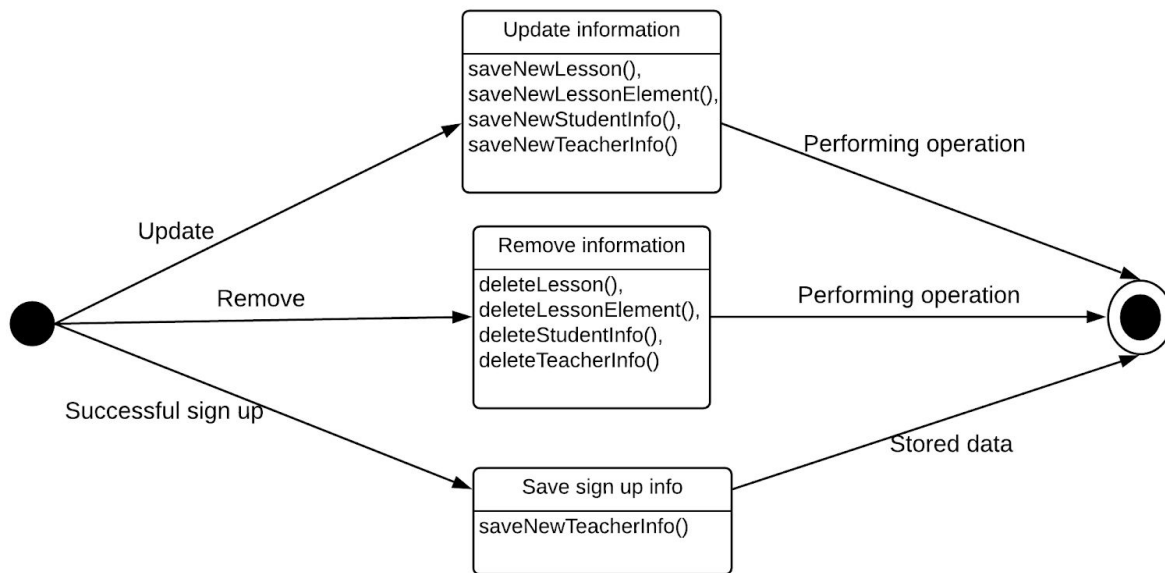 Update information
saveNewLesson(),
saveNewLessonElement(),
saveNewStudentInfo(),
saveNewTeacherInfo()
Performing operation
Update
Remove information
deleteLesson(),
deleteLessonElement(),
deleteStudentInfo(),
deleteTeacherInfo()
Remove
Performing operation
Successful sign up
Stored data
Save sign up info
saveNewTeacherInfo()